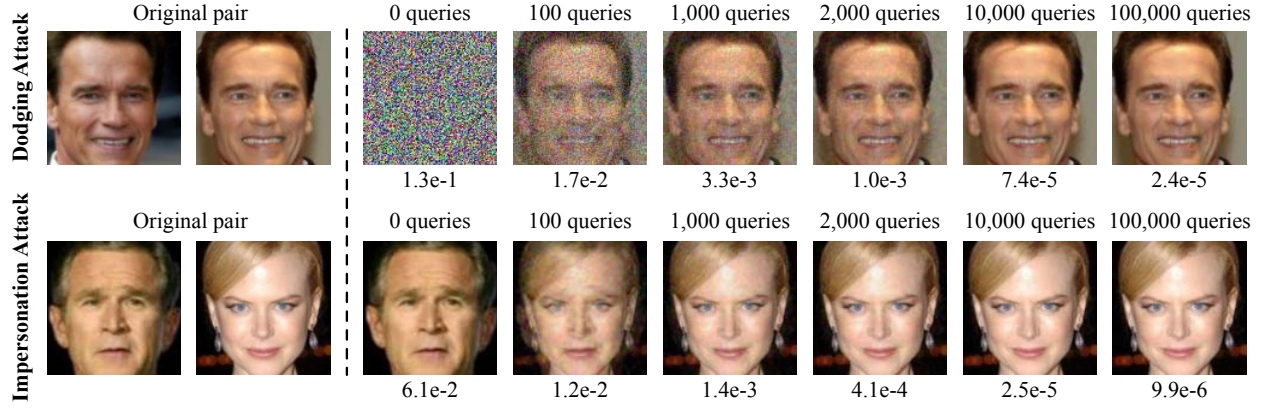 Dodging Attack
Original pair 0 queries 100 queries 1,000 queries 2,000 queries 10,000 queries 100,000 queries
1.3e-1 1.7e-2 3.3e-3 1.0e-3 7.4e-5 2.4e-5
Impersonation Attack
Original pair 0 queries 100 queries 1,000 queries 2,000 queries 10,000 queries 100,000 queries
6.1e-2 1.2e-2 1.4e-3 4.1e-4 2.5e-5 9.9e-6